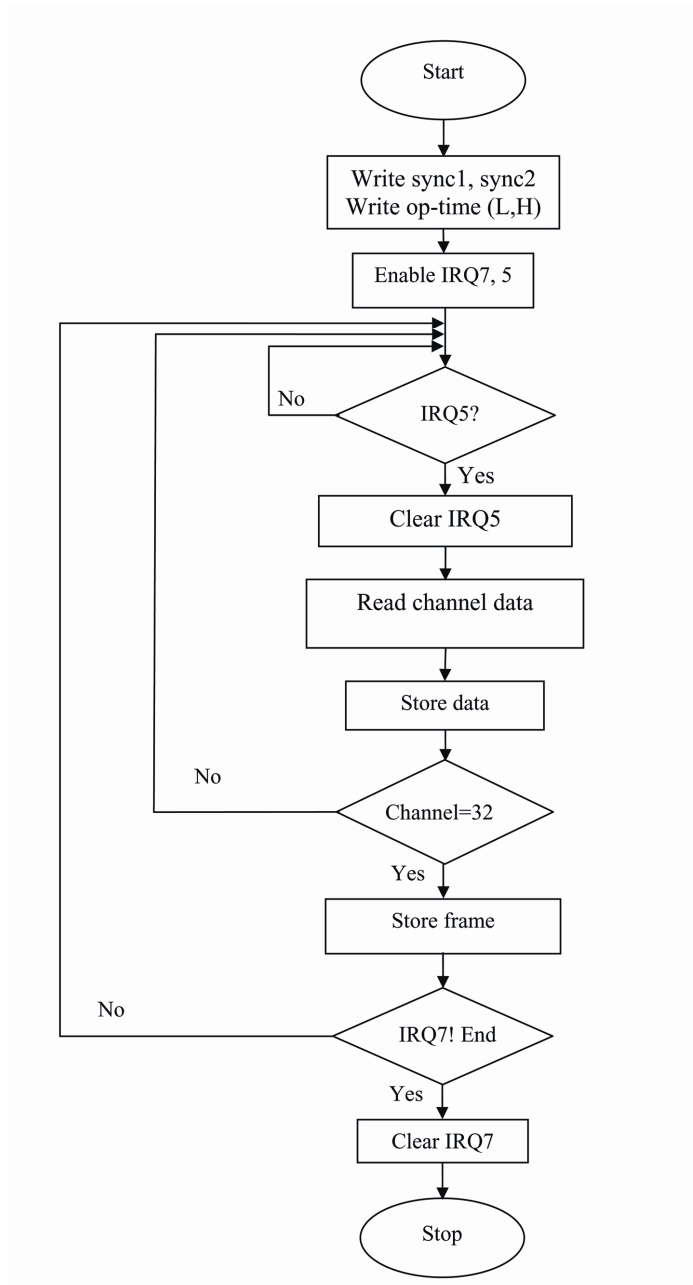 Start
Write sync1, sync2
Write op-time (L,H)
Enable IRQ7, 5
No
IRQ5?
Yes
Clear IRQ5
Read channel data
Store data
No
Channel=32
Yes
Store frame
No
IRQ7! End
Yes
Clear IRQ7
Stop